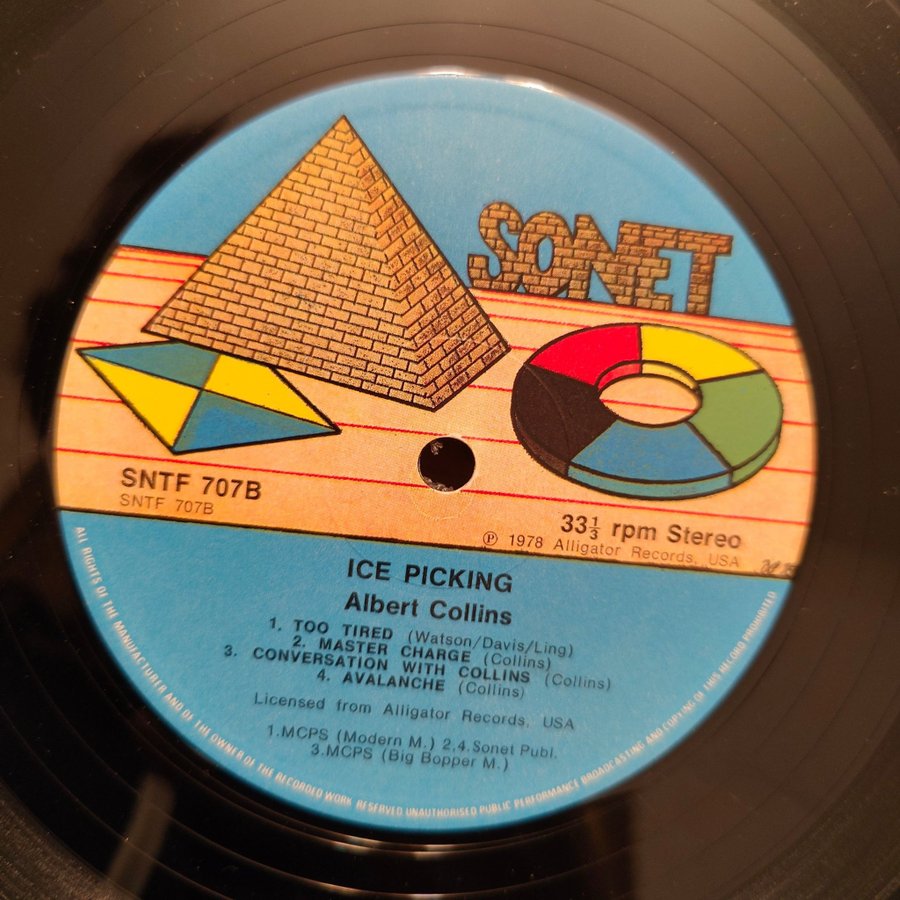 SONET
SNTF 707B
SNTF 707B
33⅓ rpm Stereo
Ⓟ 1978 Alligator Records, USA
ICE PICKING
Albert Collins
1. TOO TIRED (Watson/Davis/Ling)
2. MASTER CHARGE (Collins)
3. CONVERSATION WITH COLLINS (Collins)
4. AVALANCHE (Collins)
Licensed from Alligator Records, USA
1.MCPS (Modern M.) 2,4.Sonet Publ.
3.MCPS (Big Bopper M.)
ALL RIGHTS OF THE MANUFACTURER AND OF THE OWNER OF THE RECORDED WORK RESERVED UNAUTHORISED PUBLIC PERFORMANCE BROADCASTING AND COPYING OF THIS RECORD PROHIBITED